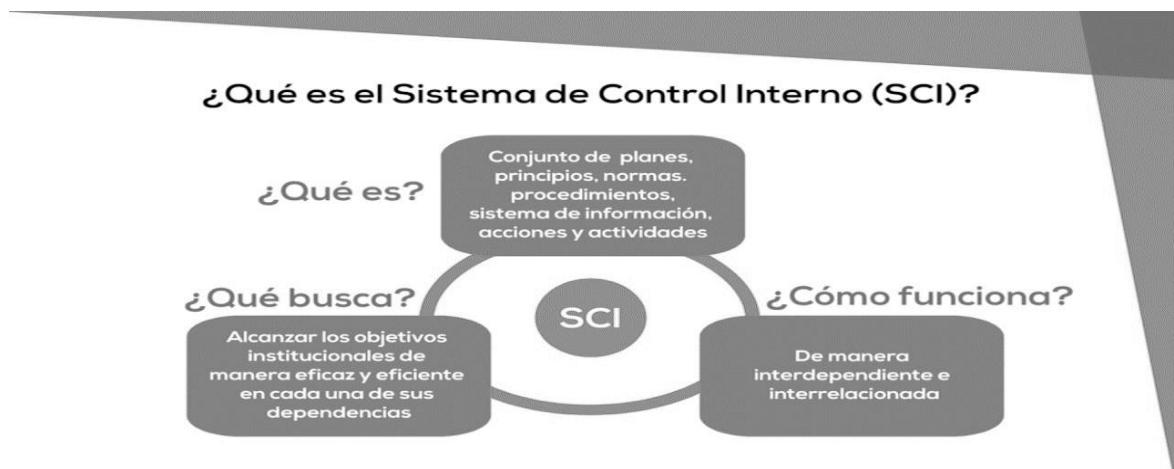 ¿Qué es el Sistema de Control Interno (SCI)?
¿Qué es?
Conjunto de planes,
principios, normas.
procedimientos,
sistema de información,
acciones y actividades
¿Qué busca?
Alcanzar los objetivos
institucionales de
manera eficaz y eficiente
en cada una de sus
dependencias
SCI
¿Cómo funciona?
De manera
interdependiente e
interrelacionada